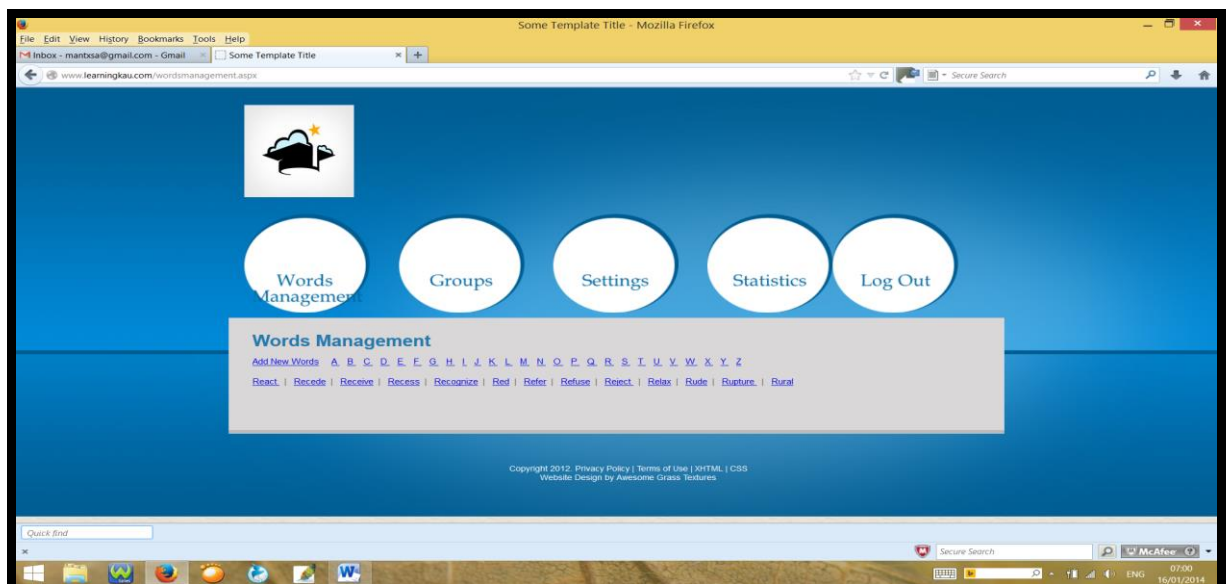 Some Template Title - Mozilla Firefox
File Edit View History Bookmarks Tools Help
Inbox - mantxsa@gmail.com - Gmail × Some Template Title × +
www.learningkau.com/wordsmanagement.aspx Secure Search
Words Management
Groups
Settings
Statistics
Log Out
Words Management
Add New Words A B C D E F G H I J K L M N O P Q R S T U V W X Y Z
React | Recede | Receive | Recess | Recognize | Red | Refer | Refuse | Reject | Relax | Rude | Rupture | Rural
Copyright 2012. Privacy Policy | Terms of Use | XHTML | CSS
Website Design by Awesome Grass Textures
Quick find
× Secure Search McAfee
ENG 07:00
16/01/2014